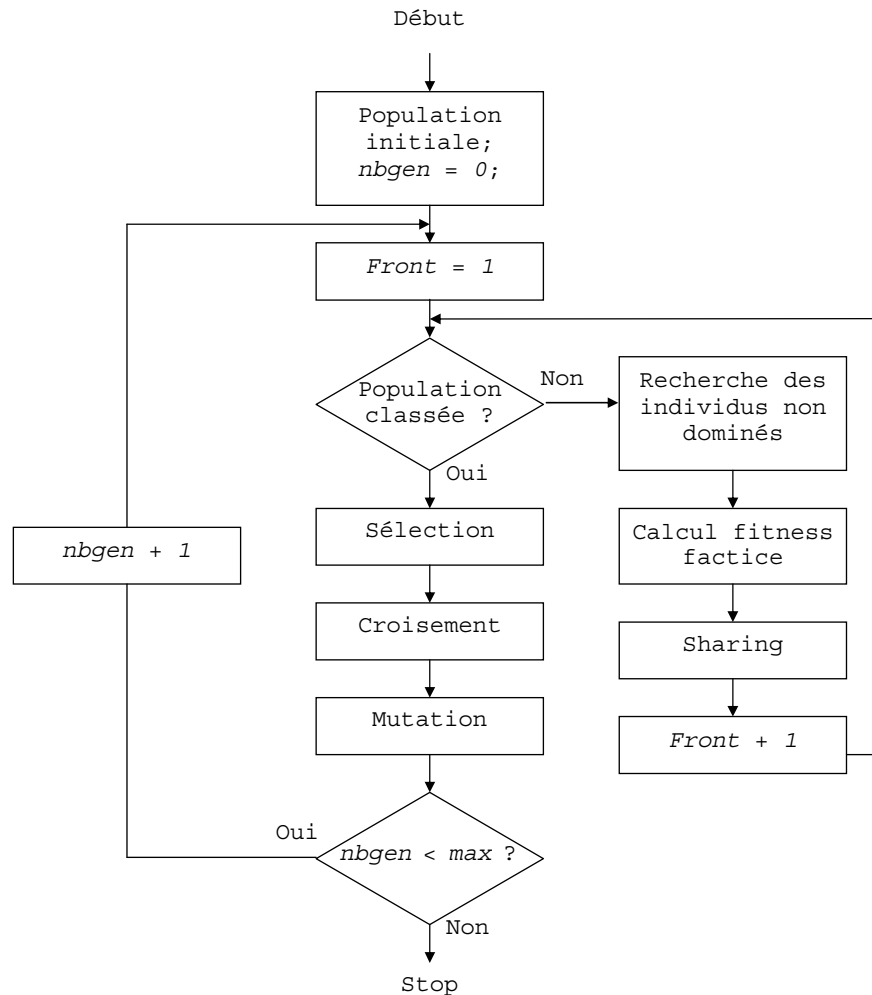 Début
Population
initiale;
nbgen = 0;
Front = 1
Population
classée ?
Non
Oui
Recherche des
individus non
dominés
Calcul fitness
factice
Sharing
Front + 1
Sélection
Croisement
Mutation
nbgen < max ?
Oui
nbgen + 1
Non
Stop